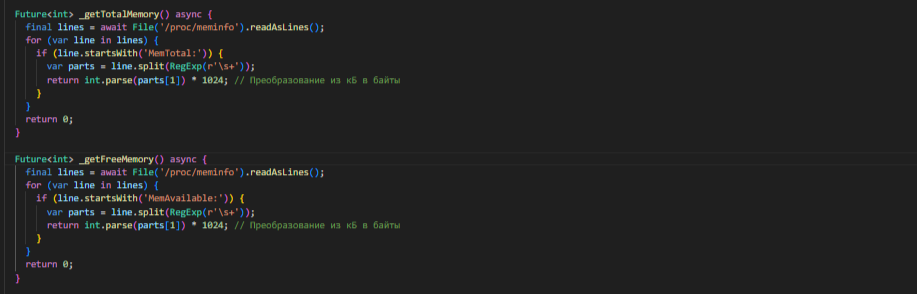 Future<int> _getTotalMemory() async {
  final lines = await File('/proc/meminfo').readAsLines();
  for (var line in lines) {
    if (line.startsWith('MemTotal:')) {
      var parts = line.split(RegExp(r'\s+'));
      return int.parse(parts[1]) * 1024; // Преобразование из кБ в байты
    }
  }
  return 0;
}

Future<int> _getFreeMemory() async {
  final lines = await File('/proc/meminfo').readAsLines();
  for (var line in lines) {
    if (line.startsWith('MemAvailable:')) {
      var parts = line.split(RegExp(r'\s+'));
      return int.parse(parts[1]) * 1024; // Преобразование из кБ в байты
    }
  }
  return 0;
}